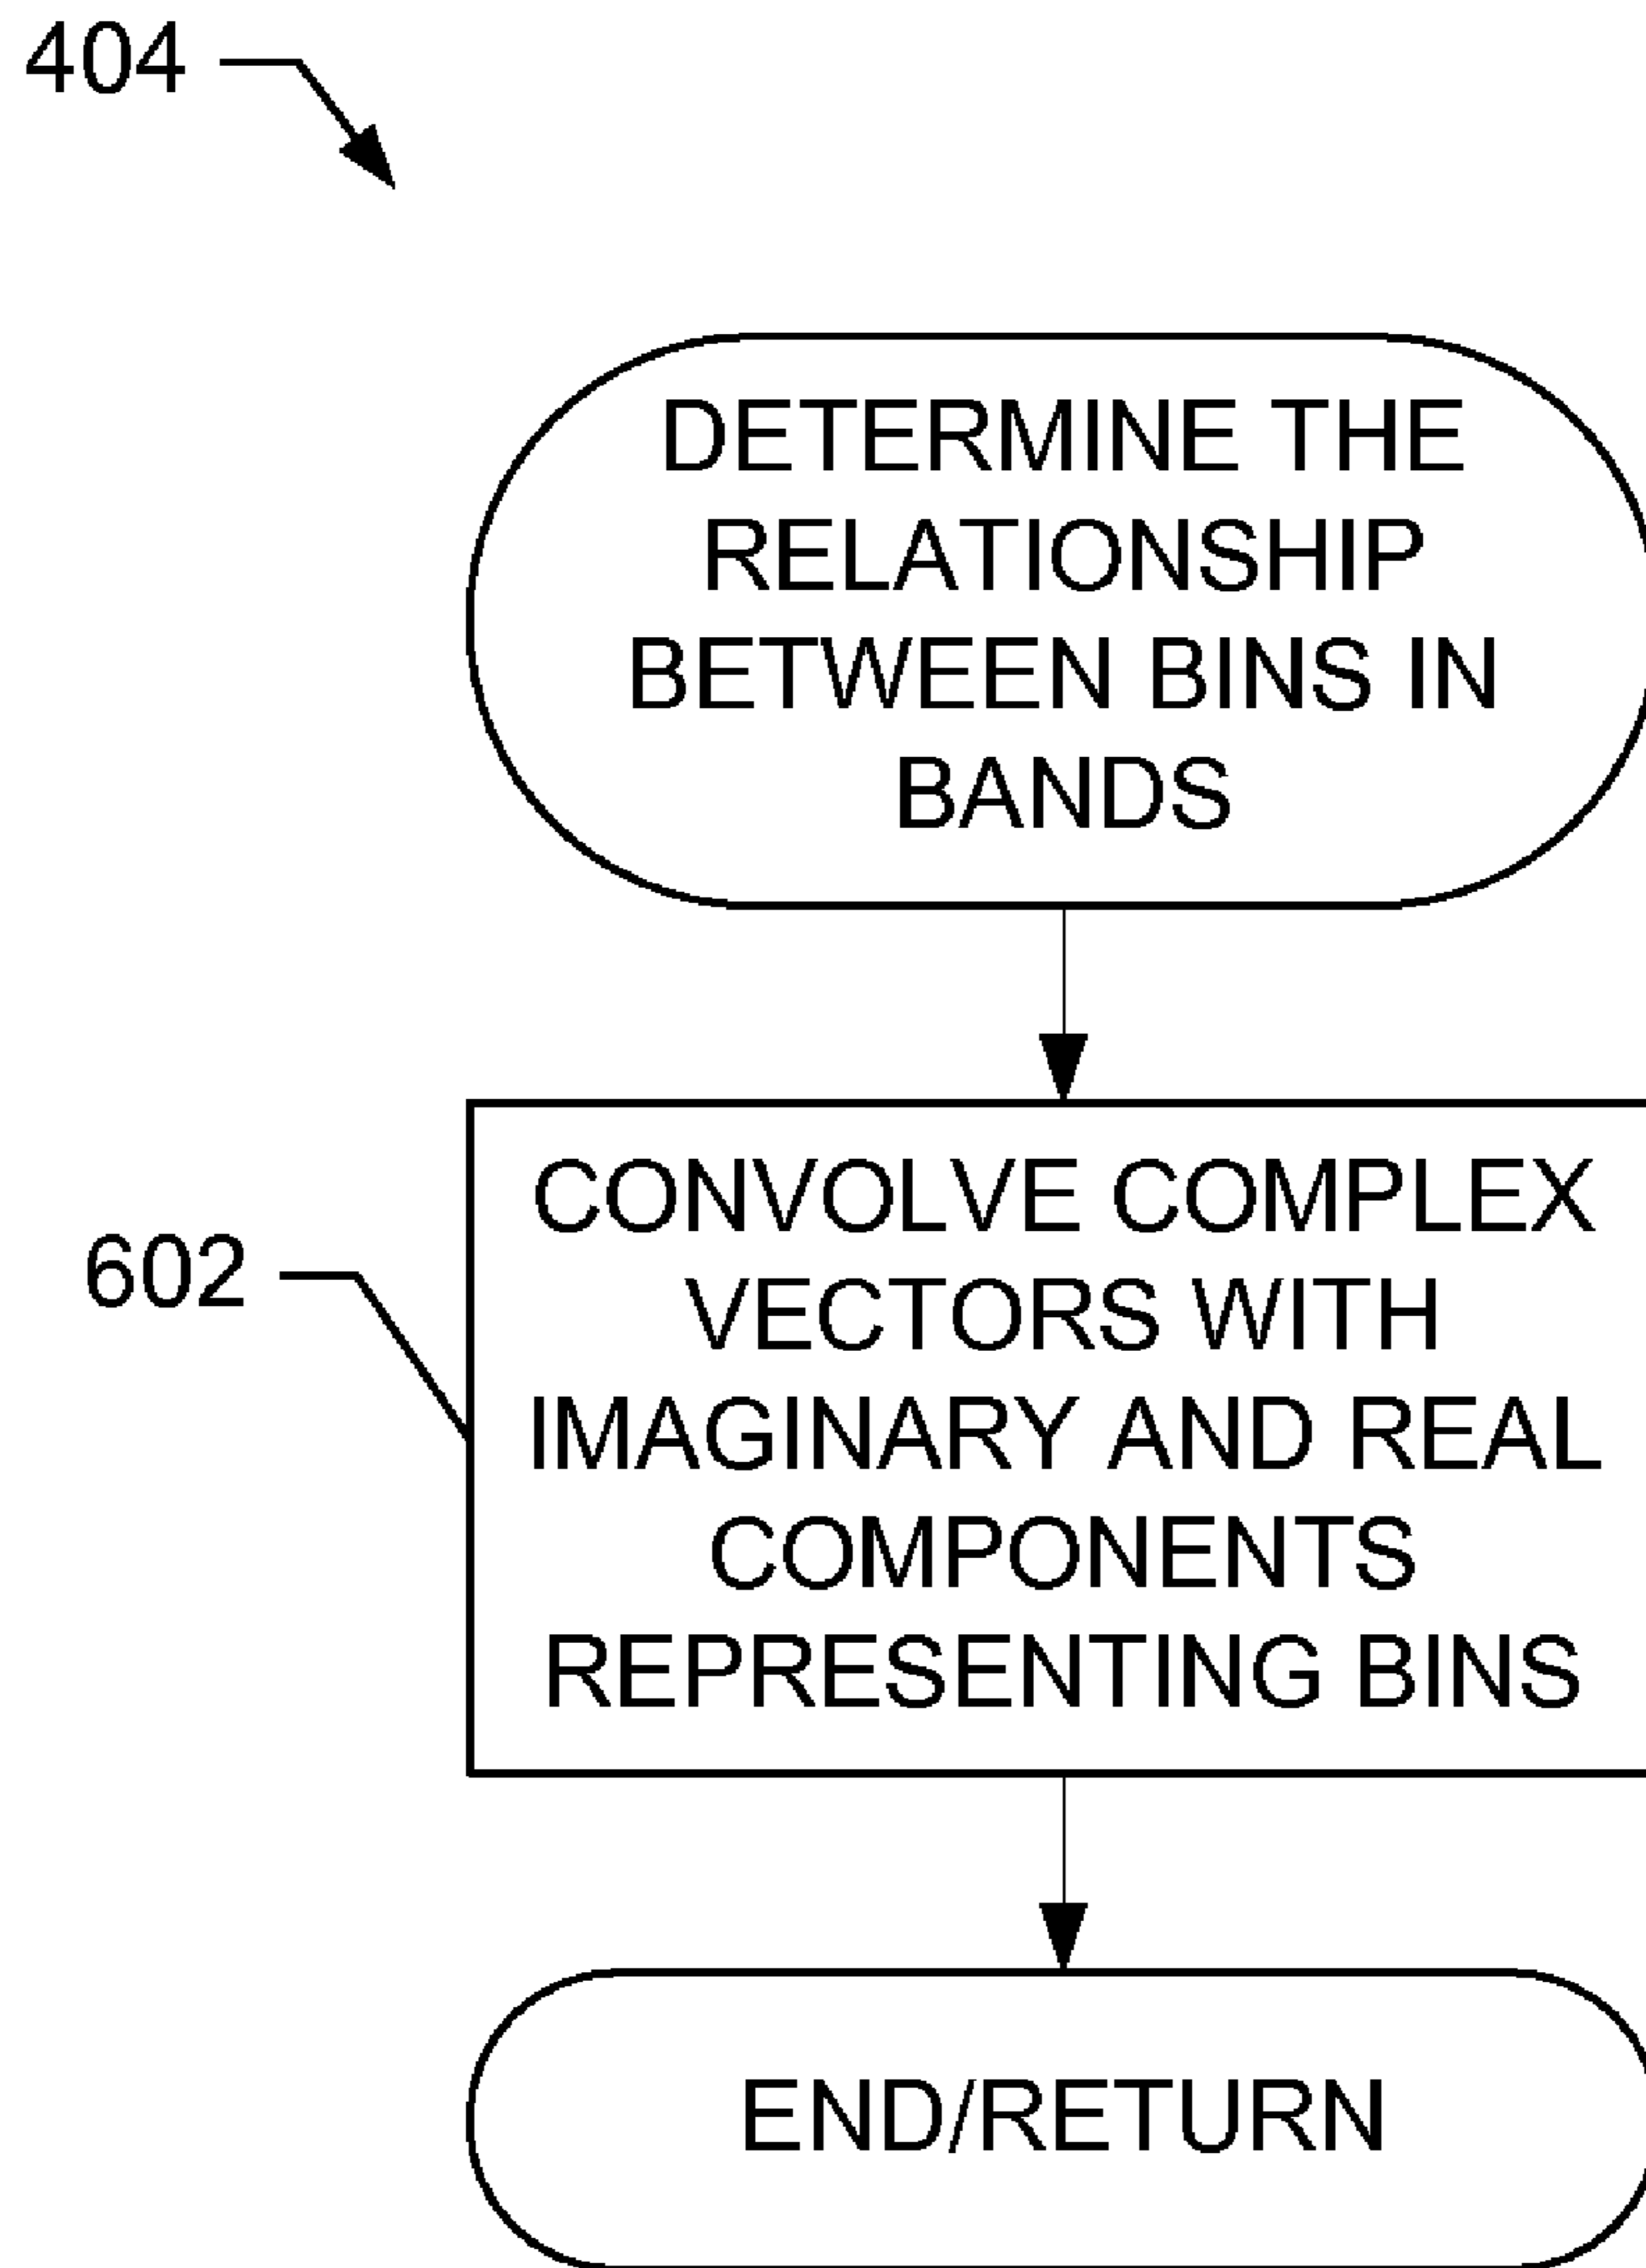 404
DETERMINE THE
RELATIONSHIP
BETWEEN BINS IN
BANDS
602
CONVOLVE COMPLEX
VECTORS WITH
IMAGINARY AND REAL
COMPONENTS
REPRESENTING BINS
END/RETURN